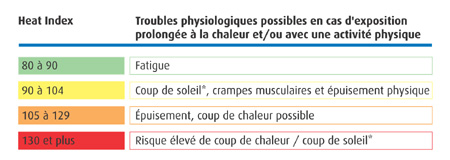 Heat Index
Troubles physiologiques possibles en cas d'exposition
prolongée à la chaleur et/ou avec une activité physique
80 à 90
Fatigue
90 à 104
Coup de soleil*, crampes musculaires et épuisement physique
105 à 129
Épuisement, coup de chaleur possible
130 et plus
Risque élevé de coup de chaleur / coup de soleil*